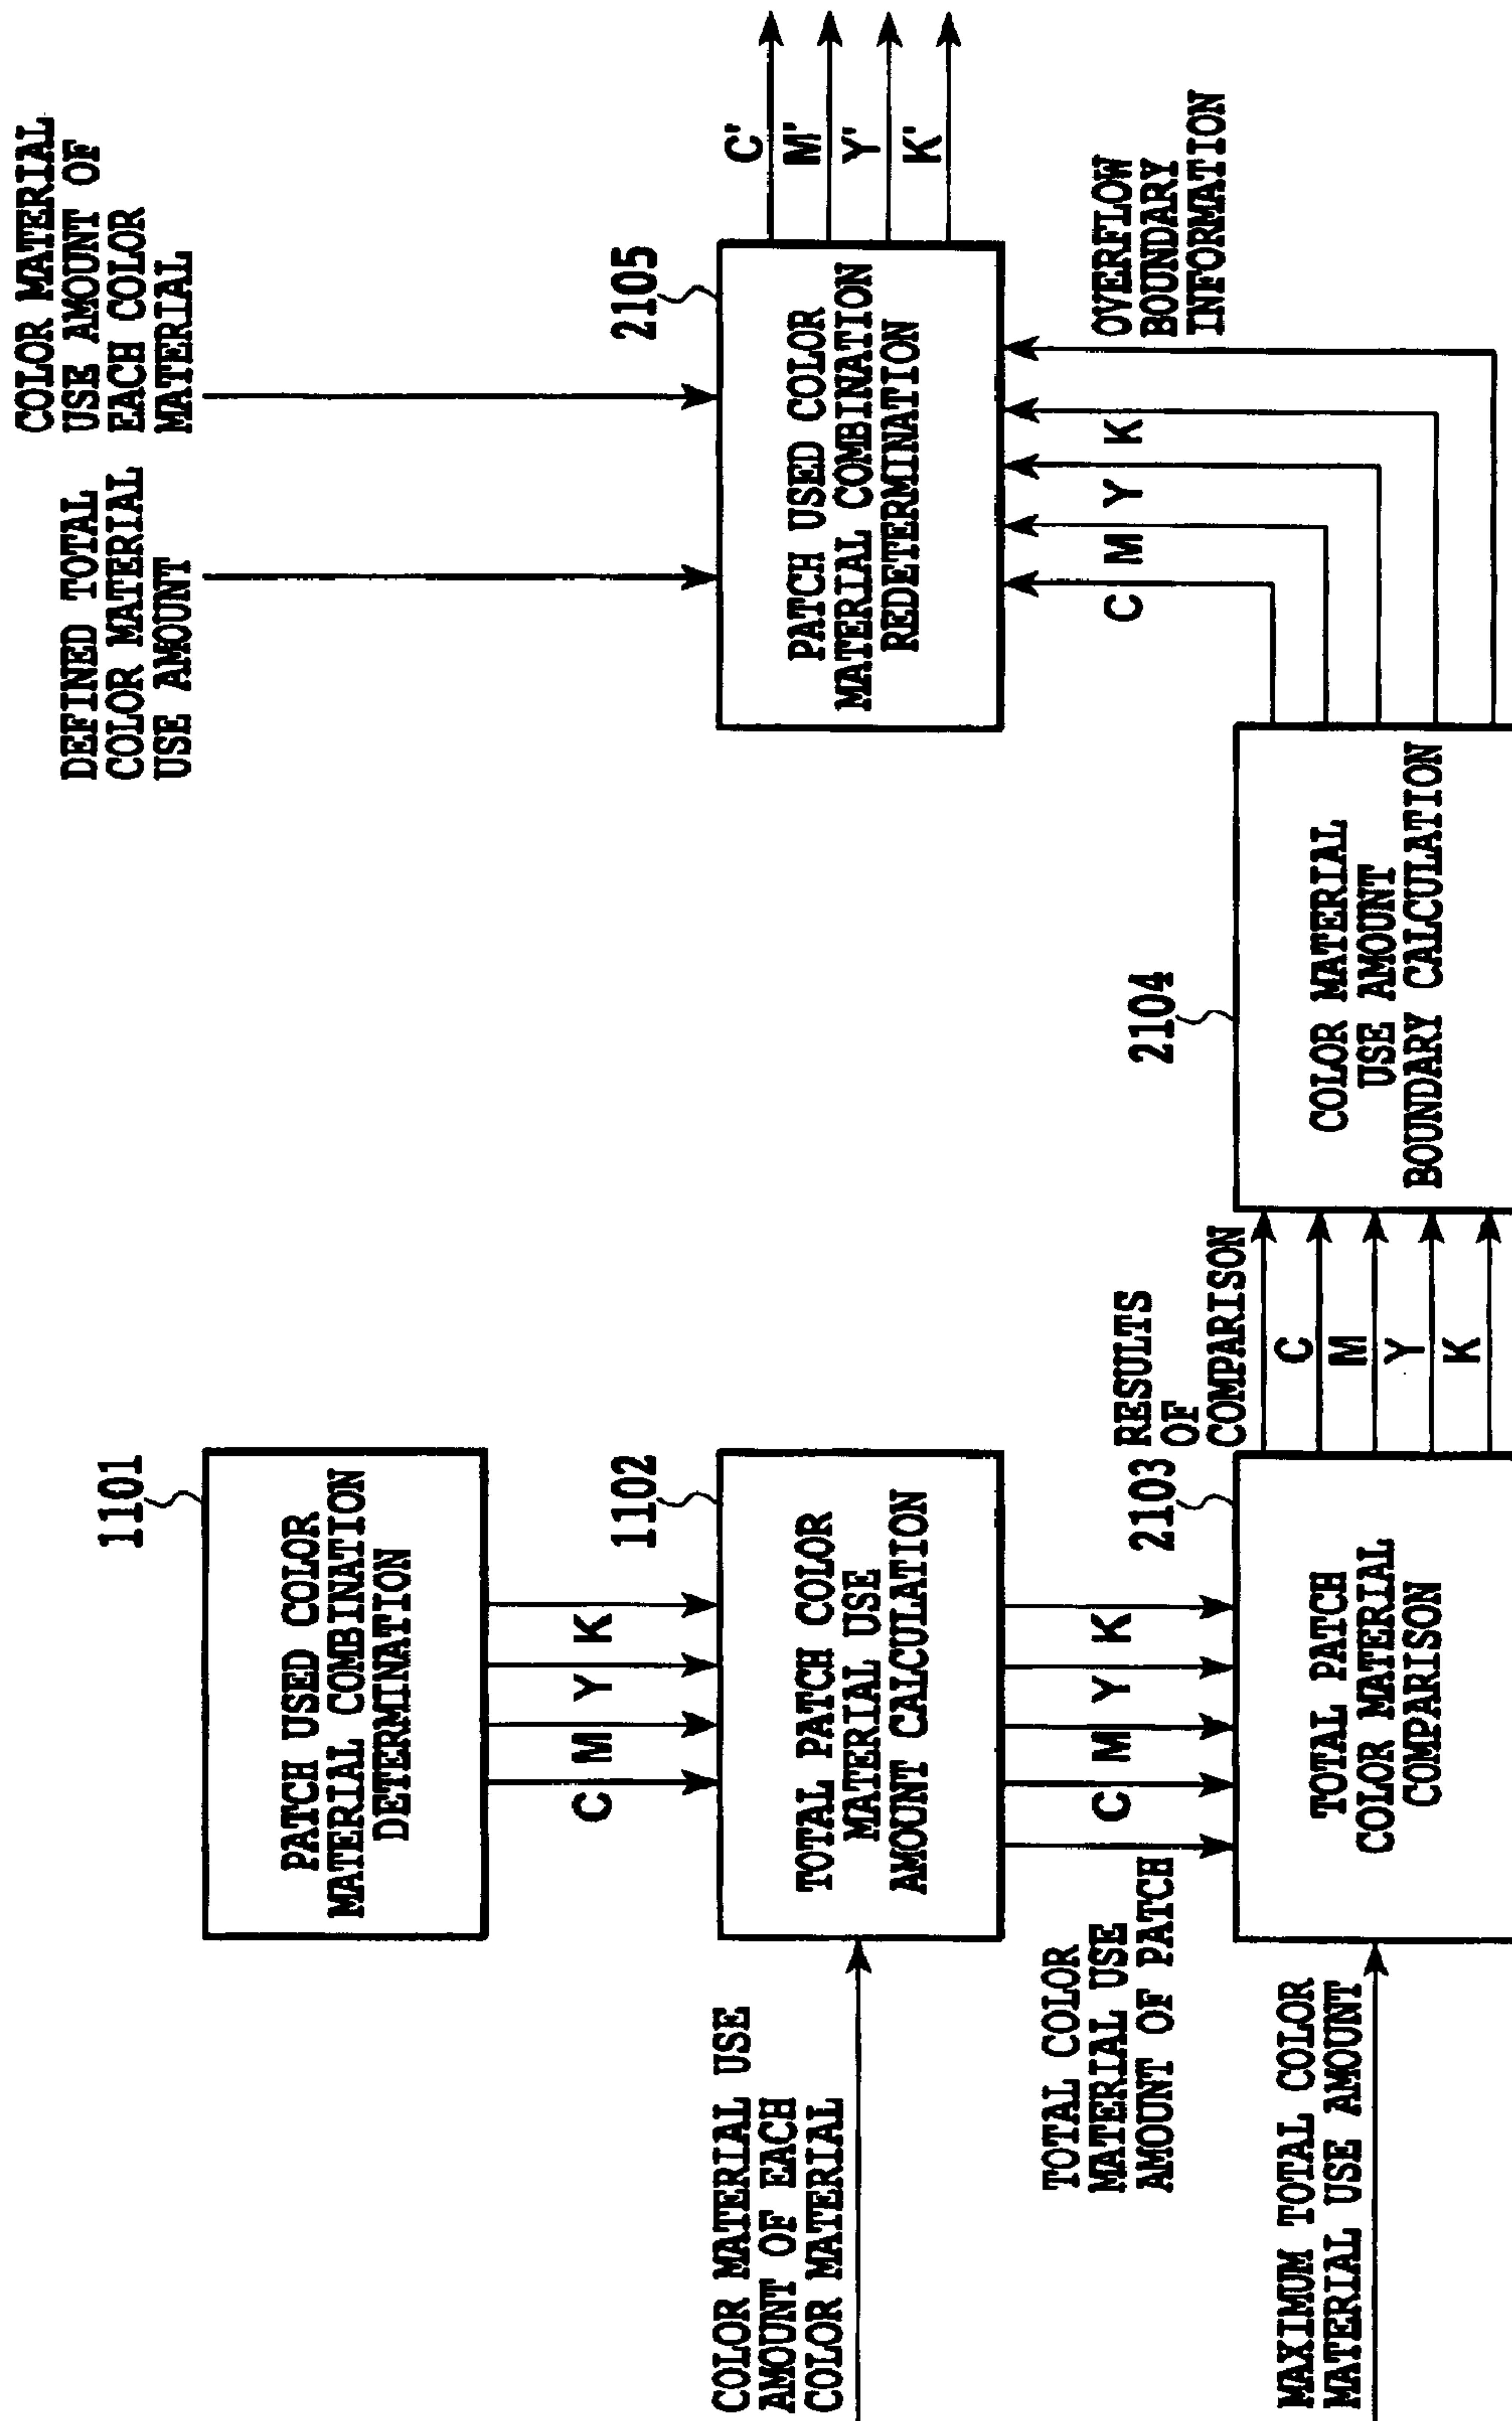 1101
PATCH USED COLOR
MATERIAL COMBINATION
DETERMINATION
C M Y K
COLOR MATERIAL USE
AMOUNT OF EACH
COLOR MATERIAL
1102
TOTAL PATCH COLOR
MATERIAL USE
AMOUNT CALCULATION
TOTAL COLOR
MATERIAL USE
AMOUNT OF PATCH
C M Y K
MAXIMUM TOTAL COLOR
MATERIAL USE AMOUNT
2103
TOTAL PATCH
COLOR MATERIAL
COMPARISON
RESULTS
OF
COMPARISON
C
M
Y
K
2104
COLOR MATERIAL
USE AMOUNT
BOUNDARY CALCULATION
C M Y K
OVERFLOW
BOUNDARY
INFORMATION
DEFINED TOTAL
COLOR MATERIAL
USE AMOUNT
COLOR MATERIAL
USE AMOUNT OF
EACH COLOR
MATERIAL
2105
PATCH USED COLOR
MATERIAL COMBINATION
REDETERMINATION
C'
M'
Y'
K'